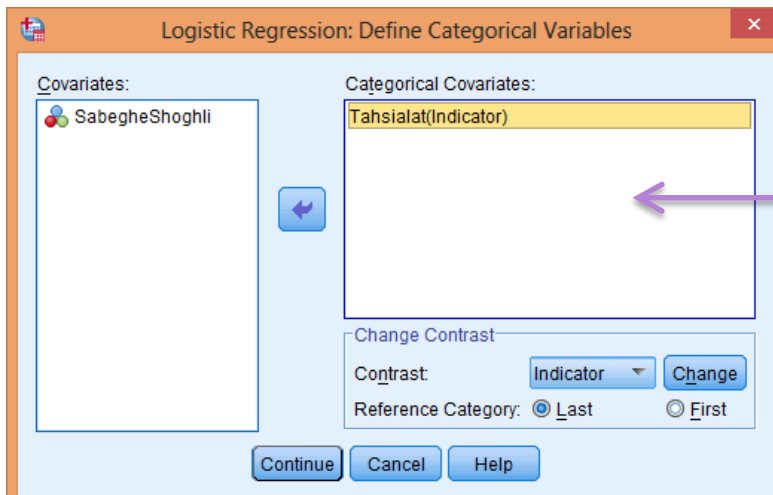 Logistic Regression: Define Categorical Variables
Covariates:
SabegheShoghli
Categorical Covariates:
Tahsialat(Indicator)
Change Contrast
Contrast: Indicator Change
Reference Category: Last First
Continue Cancel Help